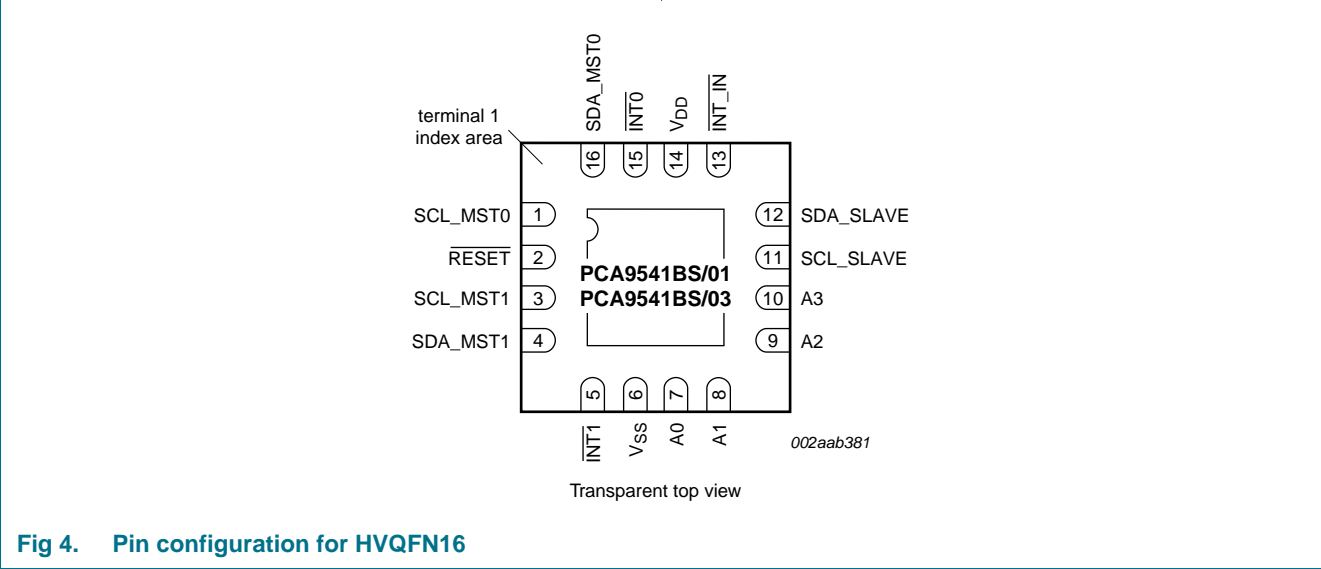 SDA_MST0
INT0
VDD
INT_IN
terminal 1
index area
16
15
14
13
SCL_MST0 1
12 SDA_SLAVE
RESET 2
11 SCL_SLAVE
PCA9541BS/01
SCL_MST1 3
PCA9541BS/03
10 A3
SDA_MST1 4
9 A2
5
6
7
8
INT1
VSS
A0
A1
002aab381
Transparent top view
Fig 4. Pin configuration for HVQFN16